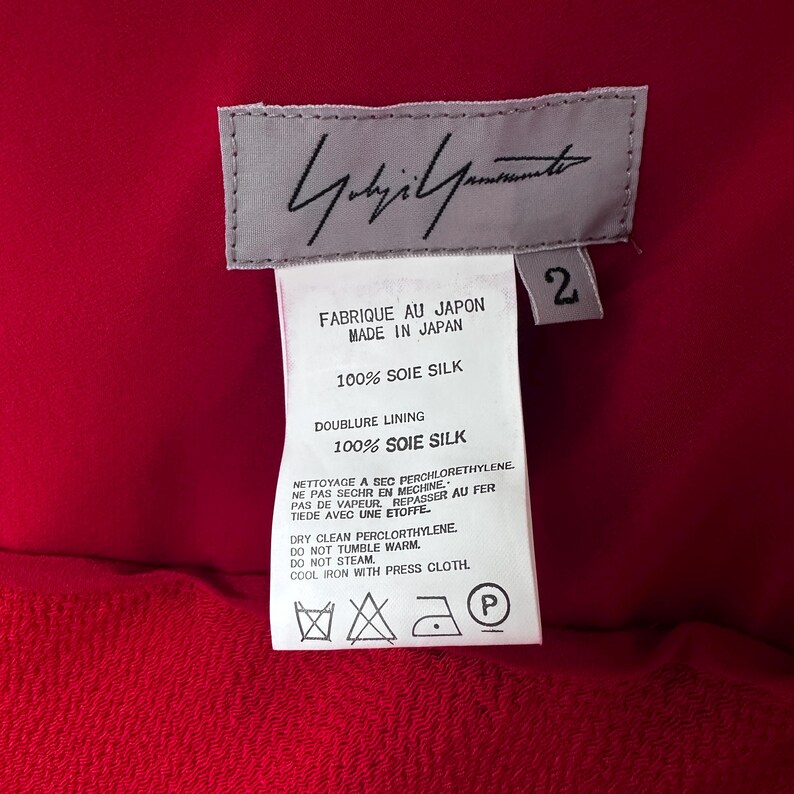 Yohji Yamamoto
2
FABRIQUE AU JAPON
MADE IN JAPAN
100% SOIE SILK
DOUBLURE LINING
100% SOIE SILK
NETTOYAGE A SEC PERCHLORETHYLENE.
NE PAS SECHR EN MECHINE.
PAS DE VAPEUR. REPASSER AU FER
TIEDE AVEC UNE ETOFFE.
DRY CLEAN PERCLORTHYLENE.
DO NOT TUMBLE WARM.
DO NOT STEAM.
COOL IRON WITH PRESS CLOTH.
P